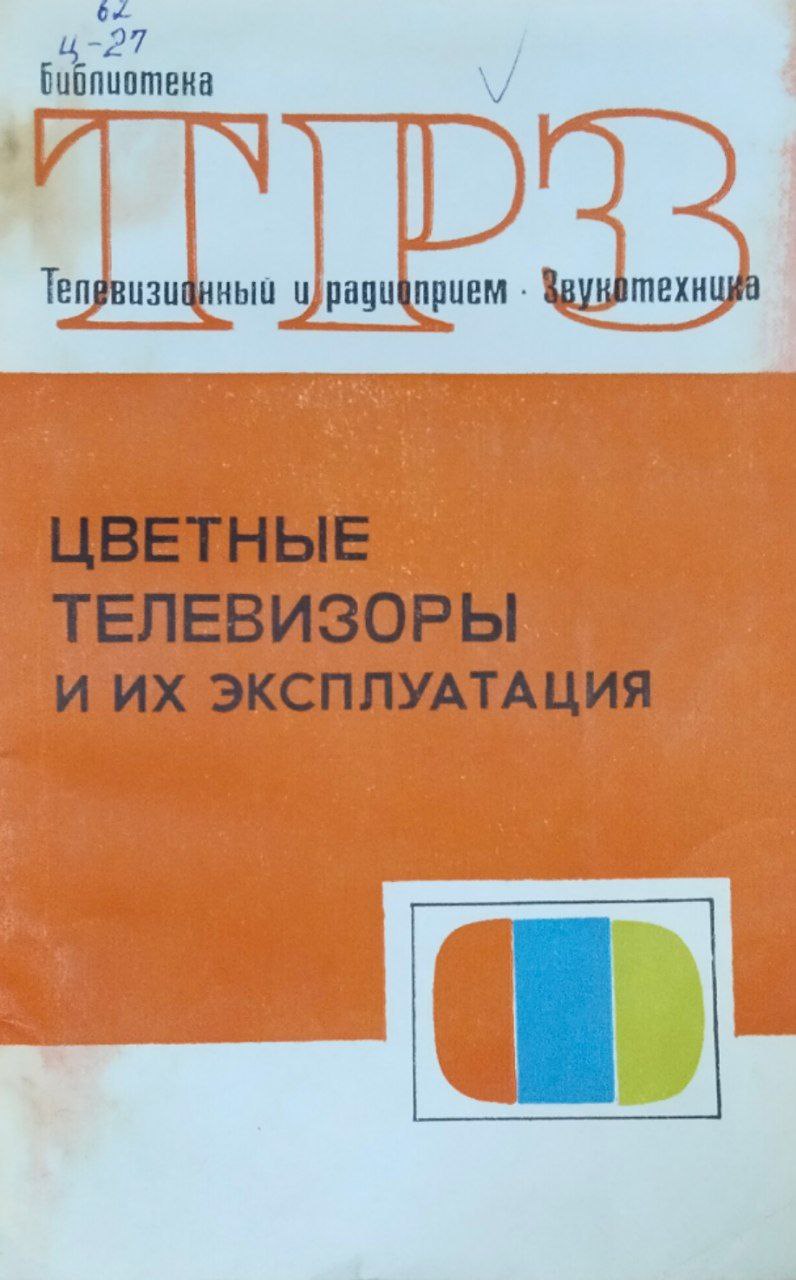 62
Ц-27
библиотека
ТРЗ
Телевизионный и радиоприем · Звукотехника
ЦВЕТНЫЕ
ТЕЛЕВИЗОРЫ
И ИХ ЭКСПЛУАТАЦИЯ